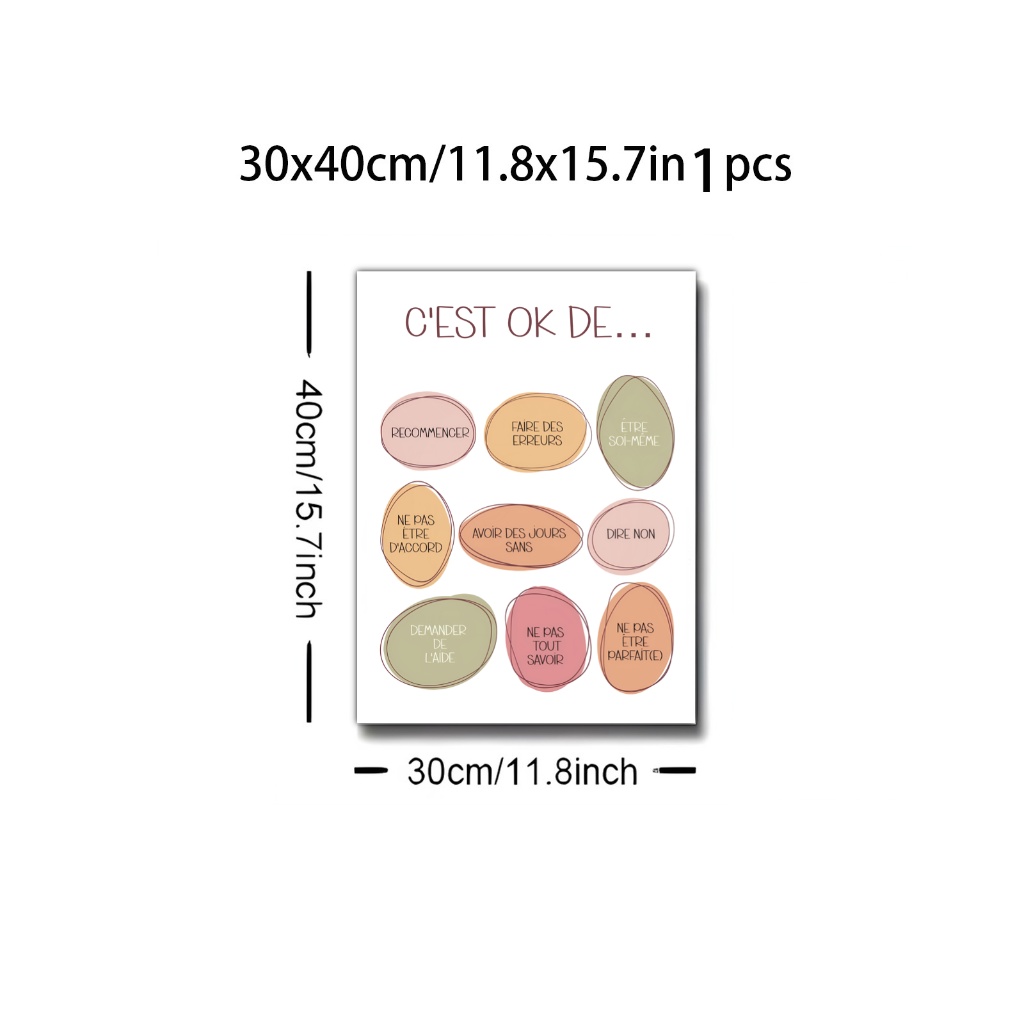 30x40cm/11.8x15.7in 1 pcs
C'EST OK DE...
RECOMMENCER
FAIRE DES
ERREURS
ÊTRE
SOI-MÊME
NE PAS
ÊTRE
D'ACCORD
AVOIR DES JOURS
SANS
DIRE NON
DEMANDER
DE
L'AIDE
NE PAS
TOUT
SAVOIR
NE PAS
ÊTRE
PARFAIT(E)
40cm/15.7inch
30cm/11.8inch